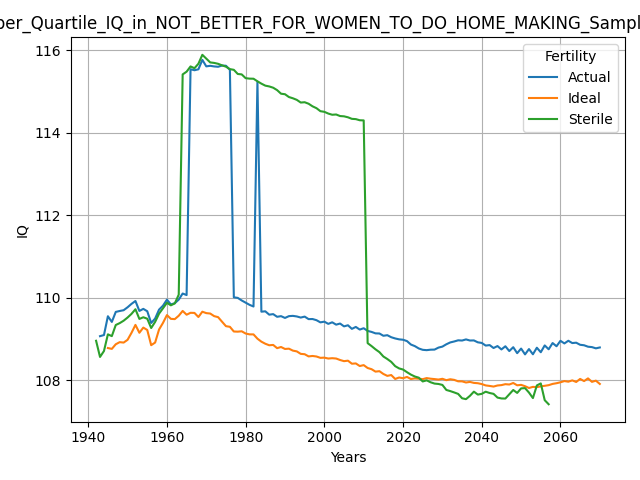 per_Quartile_IQ_in_NOT_BETTER_FOR_WOMEN_TO_DO_HOME_MAKING_Sampl
116
114
112
110
108
IQ
Fertility
Actual
Ideal
Sterile
1940
1960
1980
2000
2020
2040
2060
Years